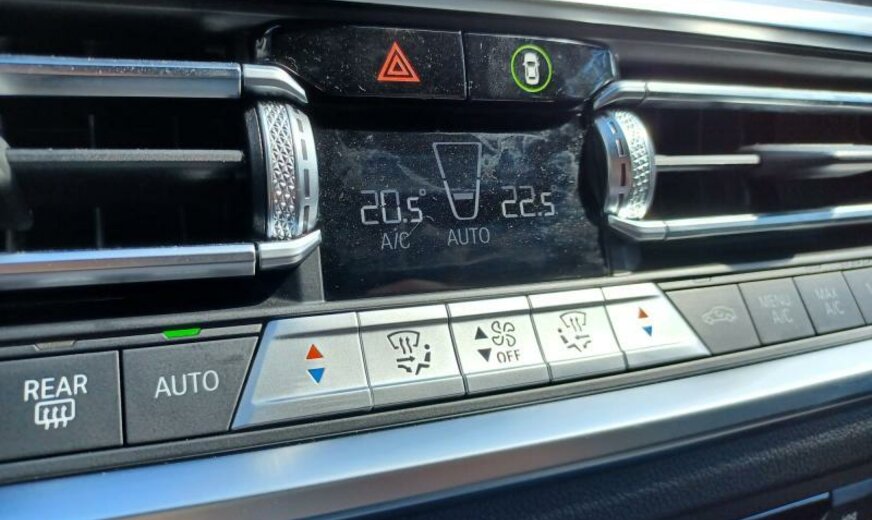 20.5° 22.5
A/C AUTO
REAR
AUTO
OFF
MENU
A/C
MAX
A/C